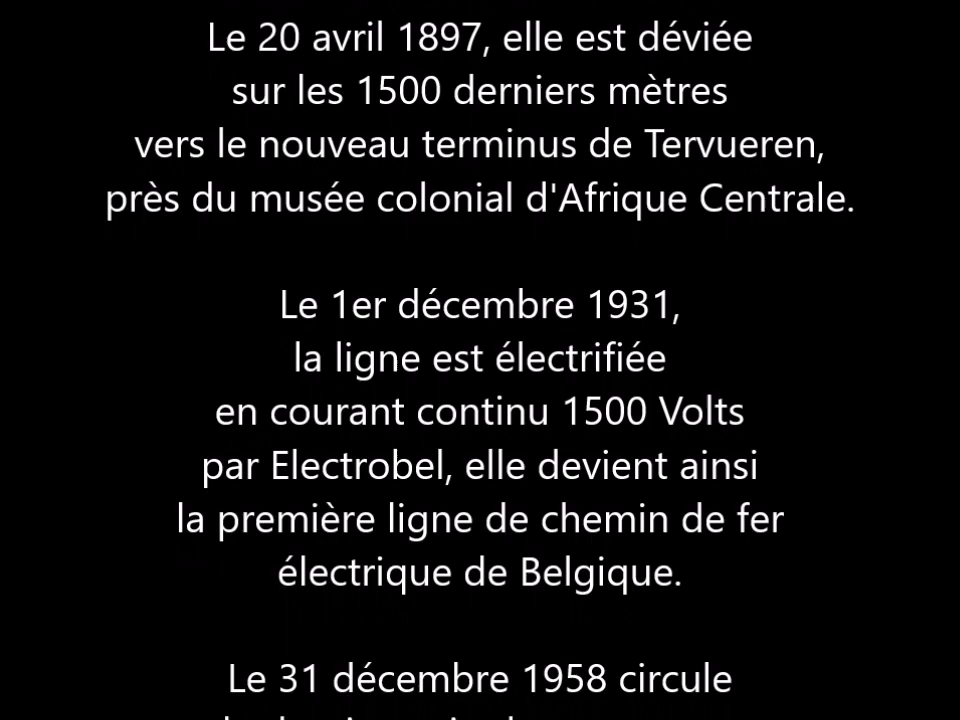 Le 20 avril 1897, elle est déviée
sur les 1500 derniers mètres
vers le nouveau terminus de Tervueren,
près du musée colonial d'Afrique Centrale.
Le 1er décembre 1931,
la ligne est électrifiée
en courant continu 1500 Volts
par Electrobel, elle devient ainsi
la première ligne de chemin de fer
électrique de Belgique.
Le 31 décembre 1958 circule